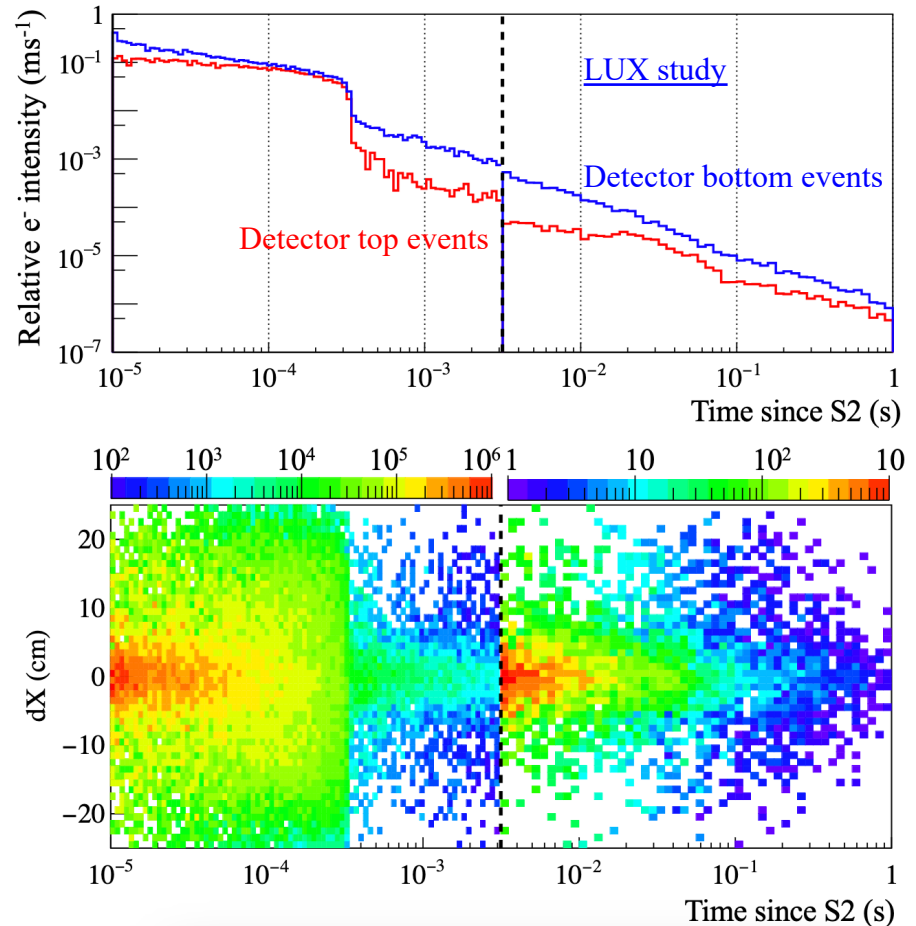 Relative e⁻ intensity (ms⁻¹)
1
10⁻¹
10⁻³
10⁻⁵
10⁻⁷
LUX study
Detector bottom events
Detector top events
10⁻⁵ 10⁻⁴ 10⁻³ 10⁻² 10⁻¹ 1
Time since S2 (s)
10² 10³ 10⁴ 10⁵ 10⁶ 1 10 10² 10
dX (cm)
20
10
0
−10
−20
10⁻⁵ 10⁻⁴ 10⁻³ 10⁻² 10⁻¹ 1
Time since S2 (s)